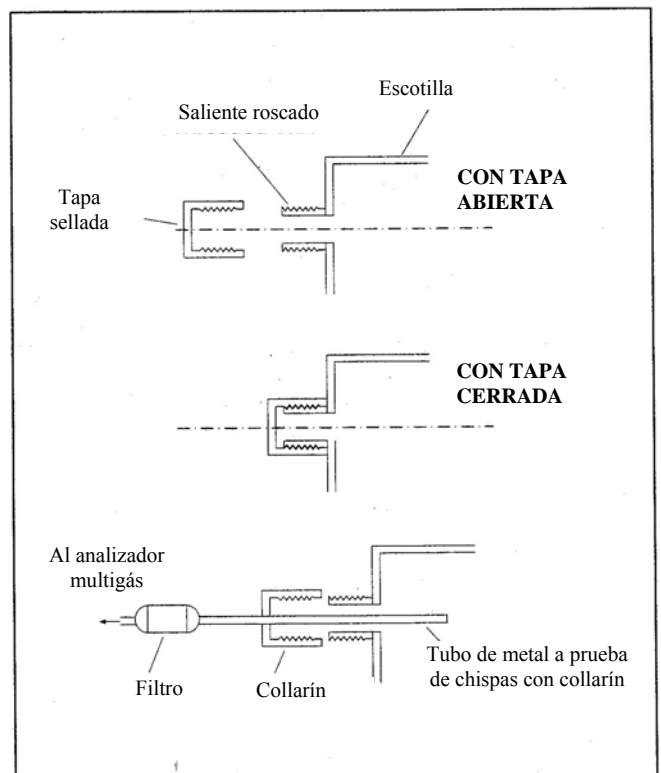 Escotilla
Saliente roscado
CON TAPA
ABIERTA
Tapa
sellada
CON TAPA
CERRADA
Al analizador
multigás
Filtro
Collarín
Tubo de metal a prueba
de chispas con collarín